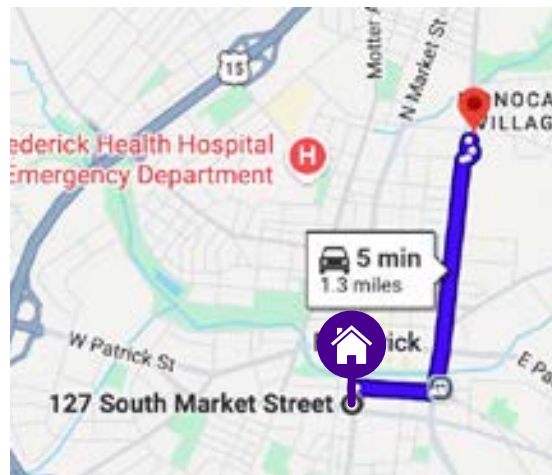 15
Motter A
N Market St
NOCA
VILLAG
ederick Health Hospital
Emergency Department
H
5 min
1.3 miles
ick
W Patrick St
E Pa
127 South Market Street